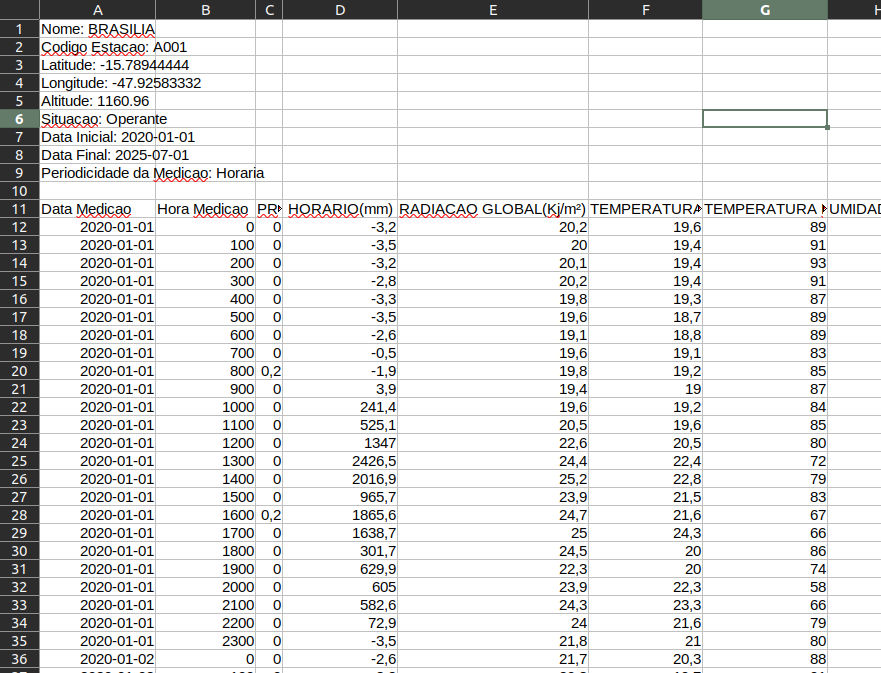 A B C D E F G H
1 Nome: BRASILIA
2 Codigo Estacao: A001
3 Latitude: -15.78944444
4 Longitude: -47.92583332
5 Altitude: 1160.96
6 Situacao: Operante
7 Data Inicial: 2020-01-01
8 Data Final: 2025-07-01
9 Periodicidade da Medicao: Horaria
10
11 Data Medicao Hora Medicao PR HORARIO(mm) RADIACAO GLOBAL(Kj/m²) TEMPERATURA TEMPERATURA UMIDAD
12 2020-01-01 0 0 -3,2 20,2 19,6 89
13 2020-01-01 100 0 -3,5 20 19,4 91
14 2020-01-01 200 0 -3,2 20,1 19,4 93
15 2020-01-01 300 0 -2,8 20,2 19,4 91
16 2020-01-01 400 0 -3,3 19,8 19,3 87
17 2020-01-01 500 0 -3,5 19,6 18,7 89
18 2020-01-01 600 0 -2,6 19,1 18,8 89
19 2020-01-01 700 0 -0,5 19,6 19,1 83
20 2020-01-01 800 0,2 -1,9 19,8 19,2 85
21 2020-01-01 900 0 3,9 19,4 19 87
22 2020-01-01 1000 0 241,4 19,6 19,2 84
23 2020-01-01 1100 0 525,1 20,5 19,6 85
24 2020-01-01 1200 0 1347 22,6 20,5 80
25 2020-01-01 1300 0 2426,5 24,4 22,4 72
26 2020-01-01 1400 0 2016,9 25,2 22,8 79
27 2020-01-01 1500 0 965,7 23,9 21,5 83
28 2020-01-01 1600 0,2 1865,6 24,7 21,6 67
29 2020-01-01 1700 0 1638,7 25 24,3 66
30 2020-01-01 1800 0 301,7 24,5 20 86
31 2020-01-01 1900 0 629,9 22,3 20 74
32 2020-01-01 2000 0 605 23,9 22,3 58
33 2020-01-01 2100 0 582,6 24,3 23,3 66
34 2020-01-01 2200 0 72,9 24 21,6 79
35 2020-01-01 2300 0 -3,5 21,8 21 80
36 2020-01-02 0 0 -2,6 21,7 20,3 88